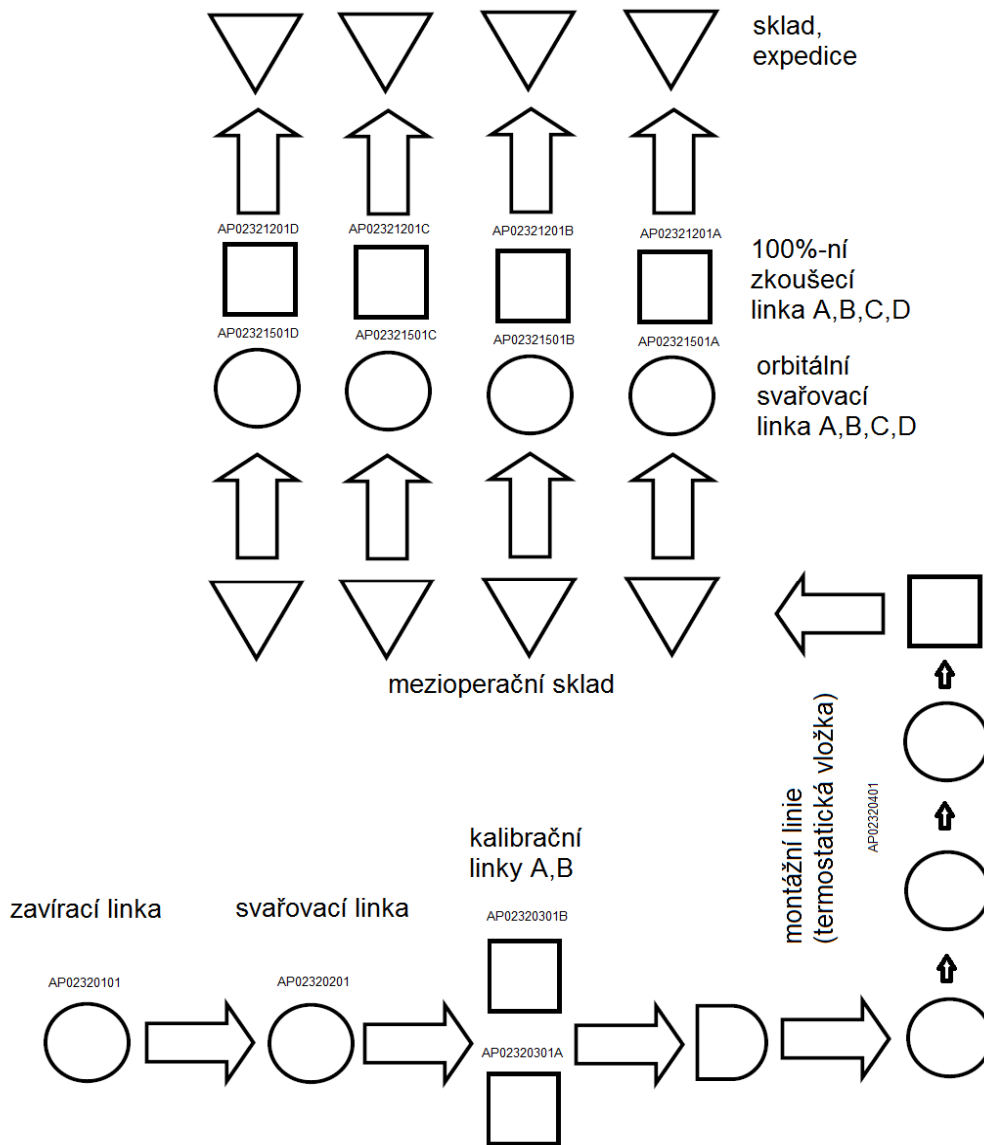 sklad,
expedice
AP02321201D
AP02321201C
AP02321201B
AP02321201A
100%-ní
zkoušecí
linka A,B,C,D
AP02321501D
AP02321501C
AP02321501B
AP02321501A
orbitální
svařovací
linka A,B,C,D
mezioperační sklad
montážní linie
(termostatická vložka)
AP02320401
kalibrační
linky A,B
zavírací linka
svařovací linka
AP02320301B
AP02320101
AP02320201
AP02320301A